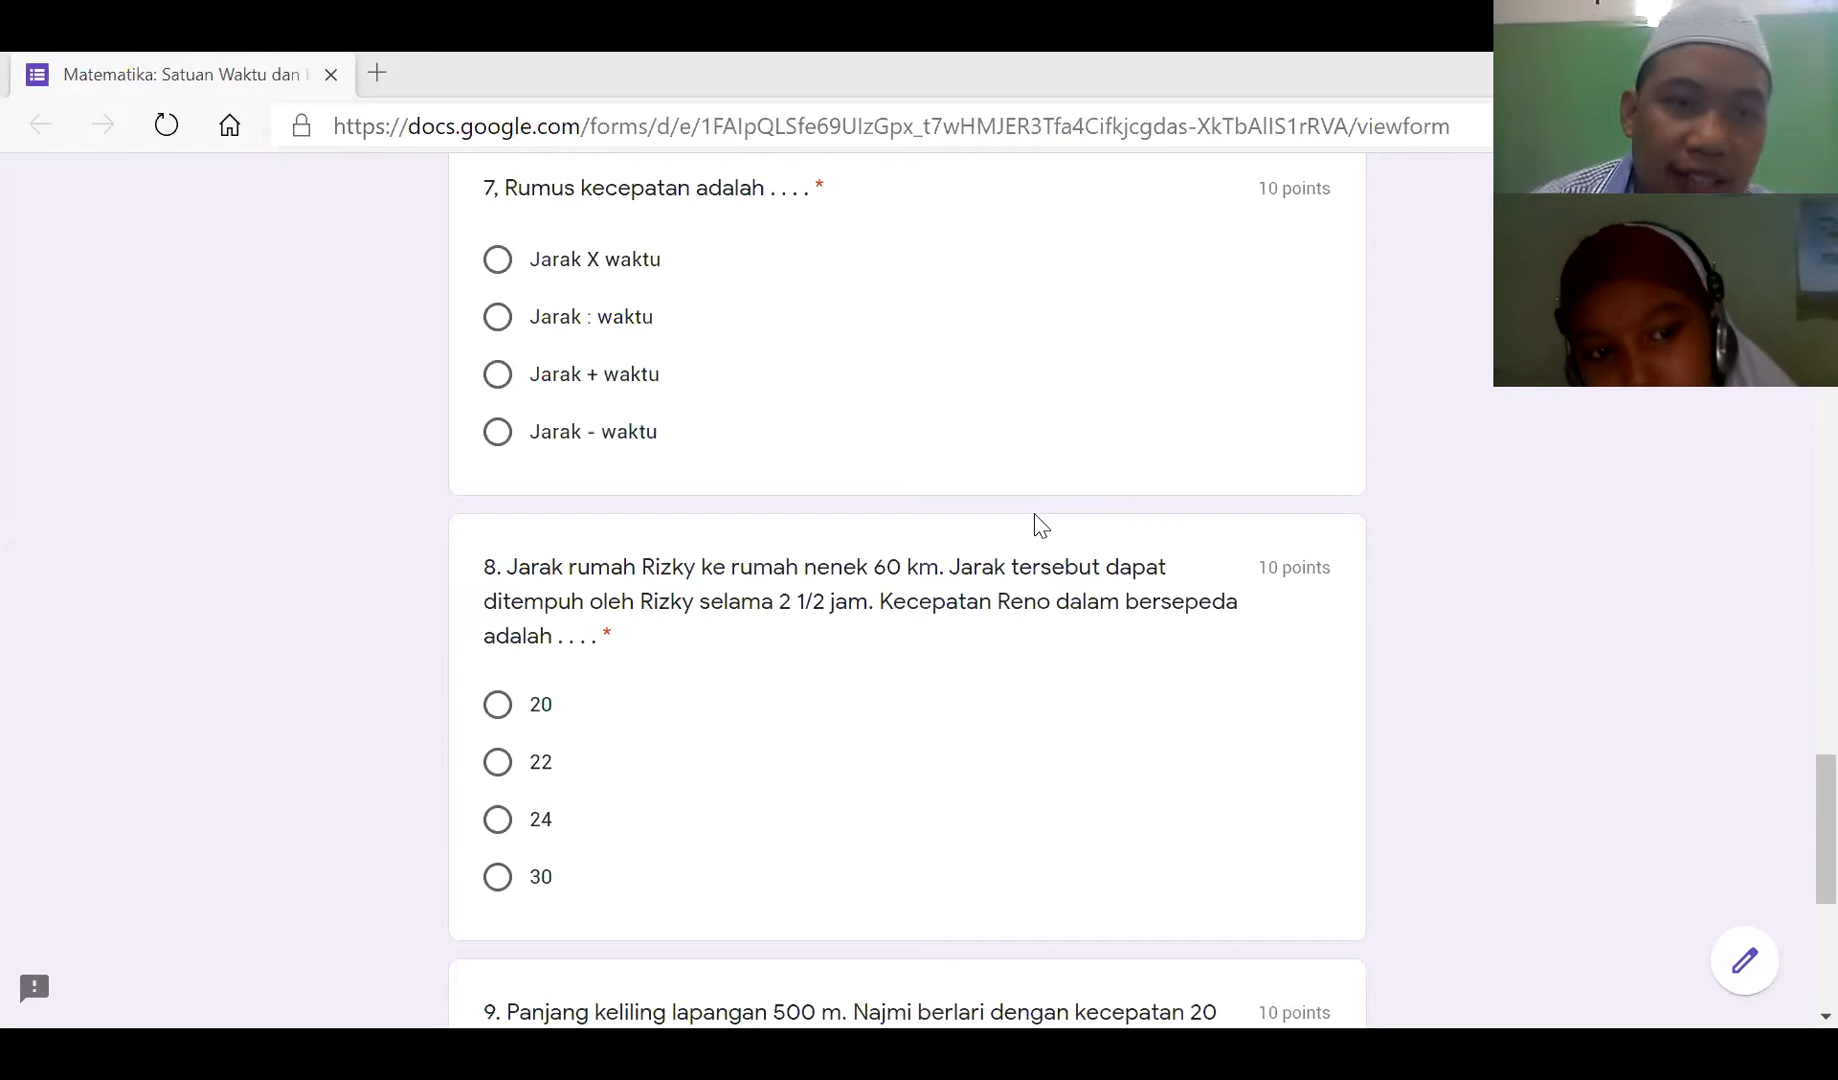 Matematika: Satuan Waktu dan
https://docs.google.com/forms/d/e/1FAIpQLSfe69UIzGpx_t7wHMJER3Tfa4Cifkjcgdas-XkTbAlIS1rRVA/viewform
7, Rumus kecepatan adalah . . . . *
10 points
Jarak X waktu
Jarak : waktu
Jarak + waktu
Jarak - waktu
8. Jarak rumah Rizky ke rumah nenek 60 km. Jarak tersebut dapat
10 points
ditempuh oleh Rizky selama 2 1/2 jam. Kecepatan Reno dalam bersepeda
adalah . . . . *
20
22
24
30
9. Panjang keliling lapangan 500 m. Najmi berlari dengan kecepatan 20
10 points